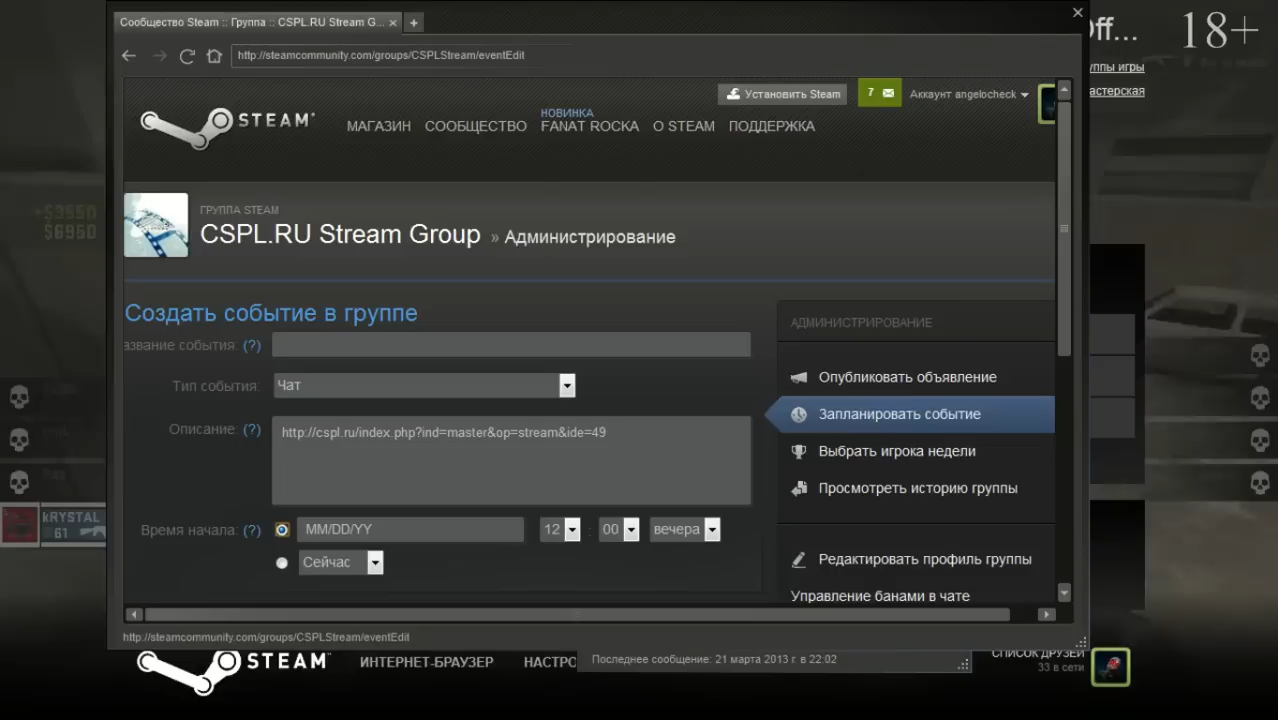 Сообщество Steam :: Группа :: CSPL.RU Stream G...
http://steamcommunity.com/groups/CSPLStream/eventEdit
Off...
18+
уппы игры
астерская
Установить Steam
7
Аккаунт angelocheck
STEAM
МАГАЗИН
СООБЩЕСТВО
НОВИНКА
FANAT ROCKA
О STEAM
ПОДДЕРЖКА
+$3550
$6950
ГРУППА STEAM
CSPL.RU Stream Group » Администрирование
Создать событие в группе
азвание события: (?)
Тип события: Чат
Описание: (?)
http://cspl.ru/index.php?ind=master&op=stream&ide=49
Время начала: (?)
MM/DD/YY
12 : 00 вечера
Сейчас
АДМИНИСТРИРОВАНИЕ
Опубликовать объявление
Запланировать событие
Выбрать игрока недели
Просмотреть историю группы
Редактировать профиль группы
Управление банами в чате
kRYSTAL
61
http://steamcommunity.com/groups/CSPLStream/eventEdit
STEAM
ИНТЕРНЕТ-БРАУЗЕР
НАСТРО
Последнее сообщение: 21 марта 2013 г. в 22:02
СПИСОК ДРУЗЕЙ
33 в сети